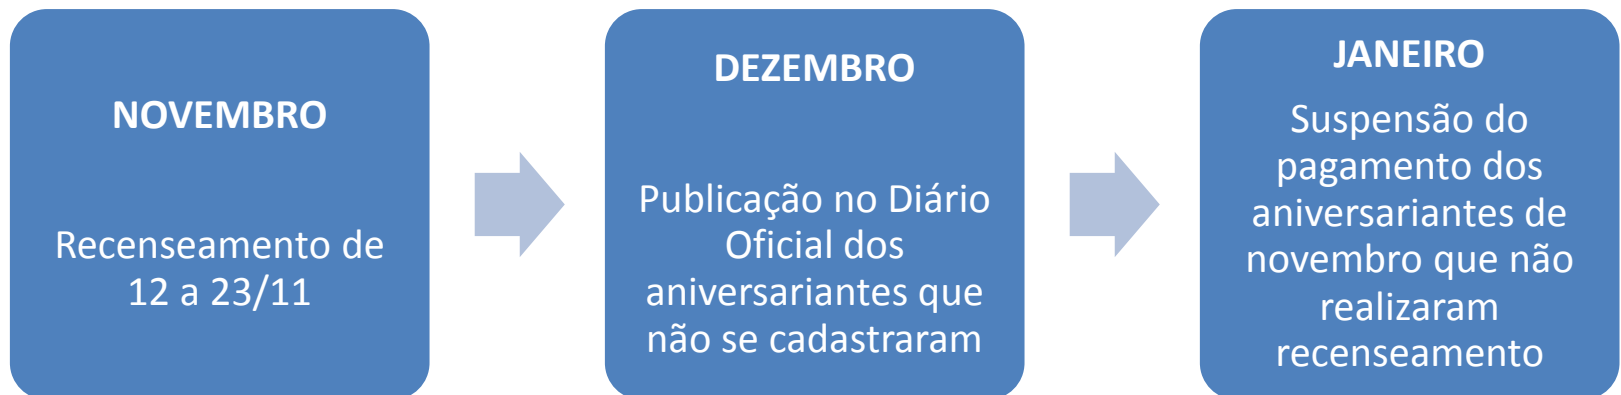 NOVEMBRO
Recenseamento de
12 a 23/11
DEZEMBRO
Publicação no Diário
Oficial dos
aniversariantes que
não se cadastraram
JANEIRO
Suspensão do
pagamento dos
aniversariantes de
novembro que não
realizaram
recenseamento